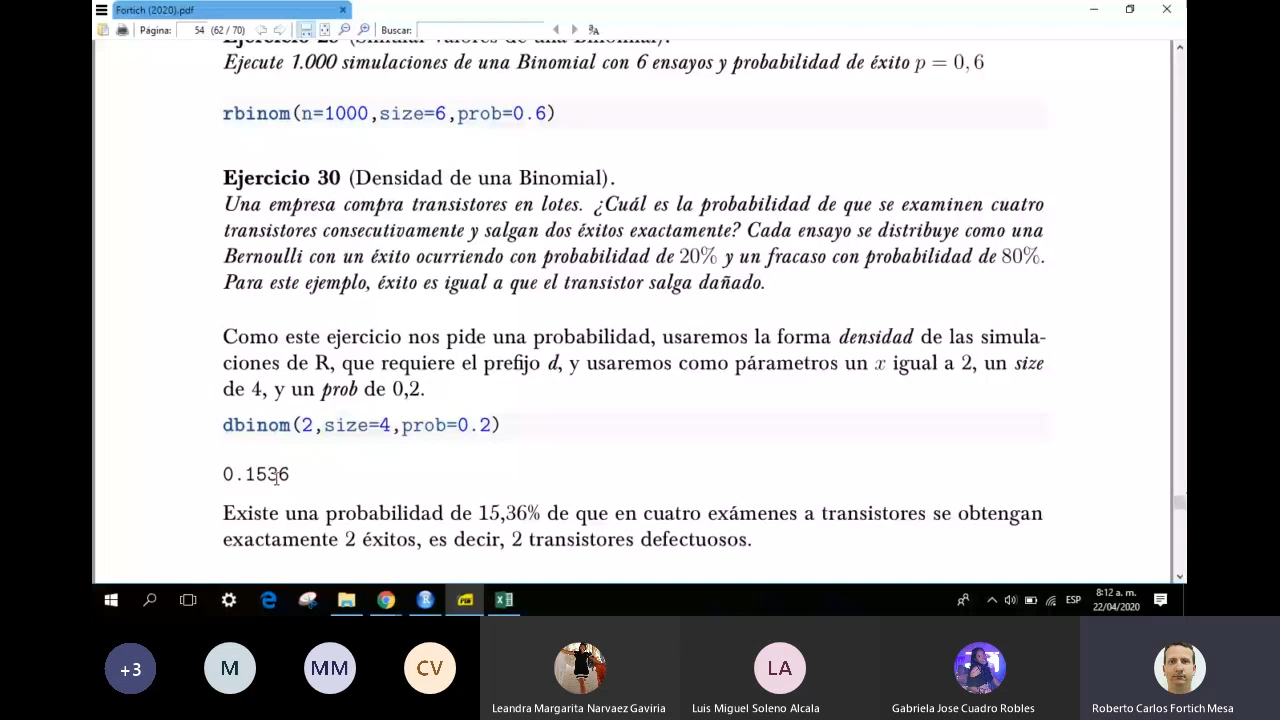 Fortich (2020).pdf
Página: 54 (62 / 70) Buscar:
Ejercicio 29 (Simular valores de una Binomial).
Ejecute 1.000 simulaciones de una Binomial con 6 ensayos y probabilidad de éxito p = 0,6
rbinom(n=1000,size=6,prob=0.6)
Ejercicio 30 (Densidad de una Binomial).
Una empresa compra transistores en lotes. ¿Cuál es la probabilidad de que se examinen cuatro
transistores consecutivamente y salgan dos éxitos exactamente? Cada ensayo se distribuye como una
Bernoulli con un éxito ocurriendo con probabilidad de 20% y un fracaso con probabilidad de 80%.
Para este ejemplo, éxito es igual a que el transistor salga dañado.
Como este ejercicio nos pide una probabilidad, usaremos la forma densidad de las simula-
ciones de R, que requiere el prefijo d, y usaremos como párametros un x igual a 2, un size
de 4, y un prob de 0,2.
dbinom(2,size=4,prob=0.2)
0.1536
Existe una probabilidad de 15,36% de que en cuatro exámenes a transistores se obtengan
exactamente 2 éxitos, es decir, 2 transistores defectuosos.
ESP
8:12 a. m.
22/04/2020
+3
M
MM
CV
LA
Leandra Margarita Narvaez Gaviria
Luis Miguel Soleno Alcala
Gabriela Jose Cuadro Robles
Roberto Carlos Fortich Mesa